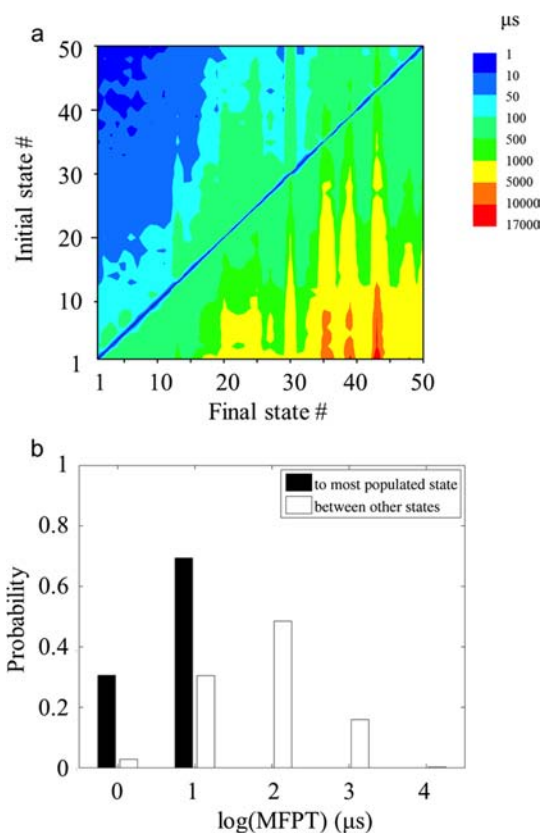 a
µs
50
40
30
20
10
1
Initial state #
1 10 20 30 40 50
Final state #
1
10
50
100
500
1000
5000
10000
17000
b
1
0.8
0.6
0.4
0.2
0
Probability
to most populated state
between other states
0 1 2 3 4
log(MFPT) (µs)